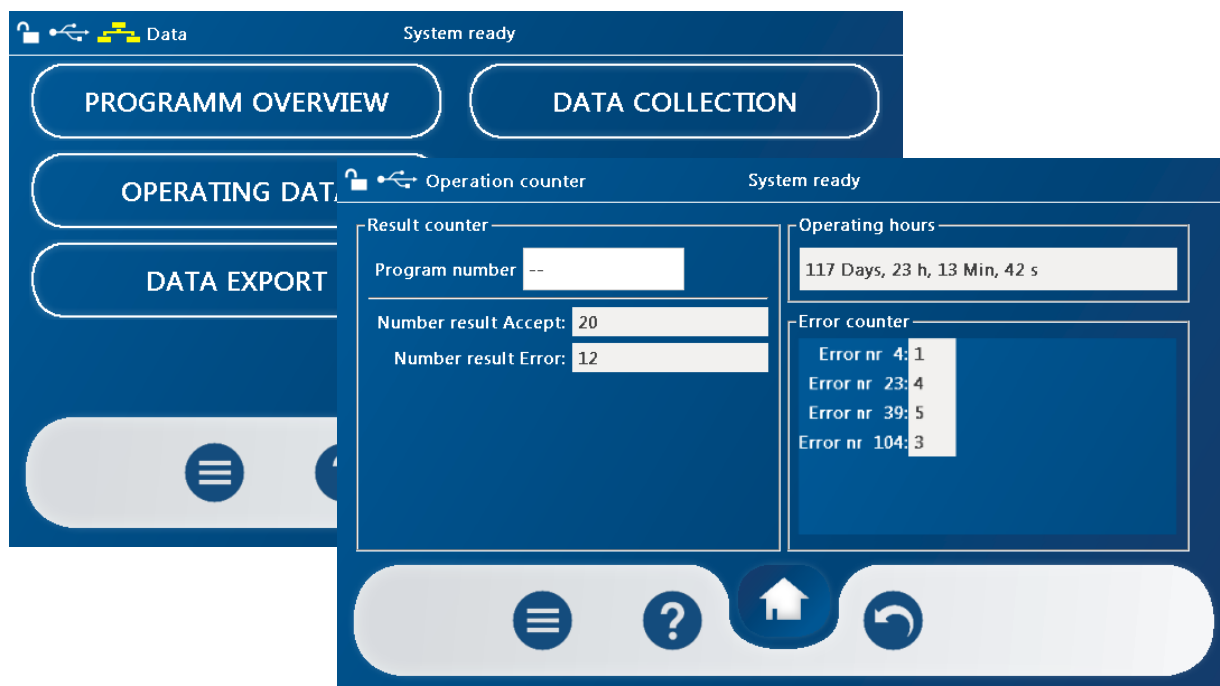 Data
System ready
PROGRAMM OVERVIEW
DATA COLLECTION
OPERATING DATA
DATA EXPORT
Operation counter
System ready
Result counter
Program number --
Number result Accept: 20
Number result Error: 12
Operating hours
117 Days, 23 h, 13 Min, 42 s
Error counter
Error nr 4: 1
Error nr 23: 4
Error nr 39: 5
Error nr 104: 3
?